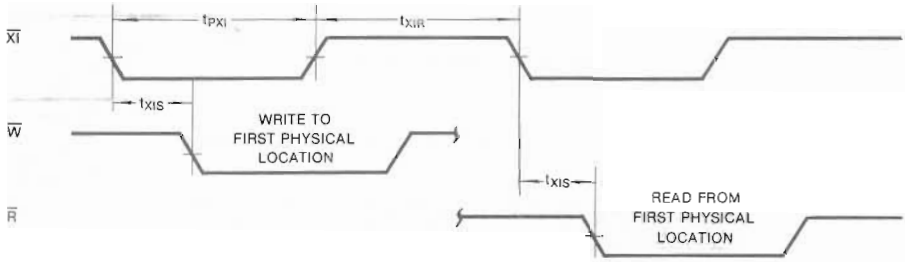 tPXI
tXIR
XI
tXIS
WRITE TO
FIRST PHYSICAL
LOCATION
W
tXIS
READ FROM
FIRST PHYSICAL
LOCATION
R